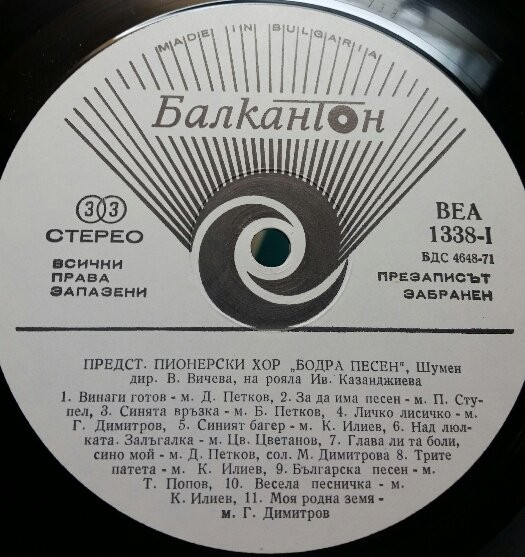 MADE IN BULGARIA
Балкантон
33
СТЕРЕО
ВСИЧНИ
ПРАВА
ЗАПАЗЕНИ
ВЕА
1338-I
БДС 4648-71
ПРЕЗАПИСЪТ
ЗАБРАНЕН
ПРЕДСТ. ПИОНЕРСКИ ХОР „БОДРА ПЕСЕН", Шумен
дир. В. Вичева, на рояла Ив. Казанджиева
1. Винаги готов - м. Д. Петков, 2. За да има песен - м. П. Сту-
пел, 3. Синята връзка - м. Б. Петков, 4. Личко лисичко - м.
Г. Димитров, 5. Синият багер - м. К. Илиев, 6. Над люл-
ката. Залъгалка - м. Цв. Цветанов, 7. Глава ли та боли,
сино мой - м. Д. Петков, сол. М. Димитрова 8. Трите
патета - м. К. Илиев, 9. Българска песен - м.
Т. Попов, 10. Весела песничка - м.
К. Илиев, 11. Моя родна земя -
м. Г. Димитров